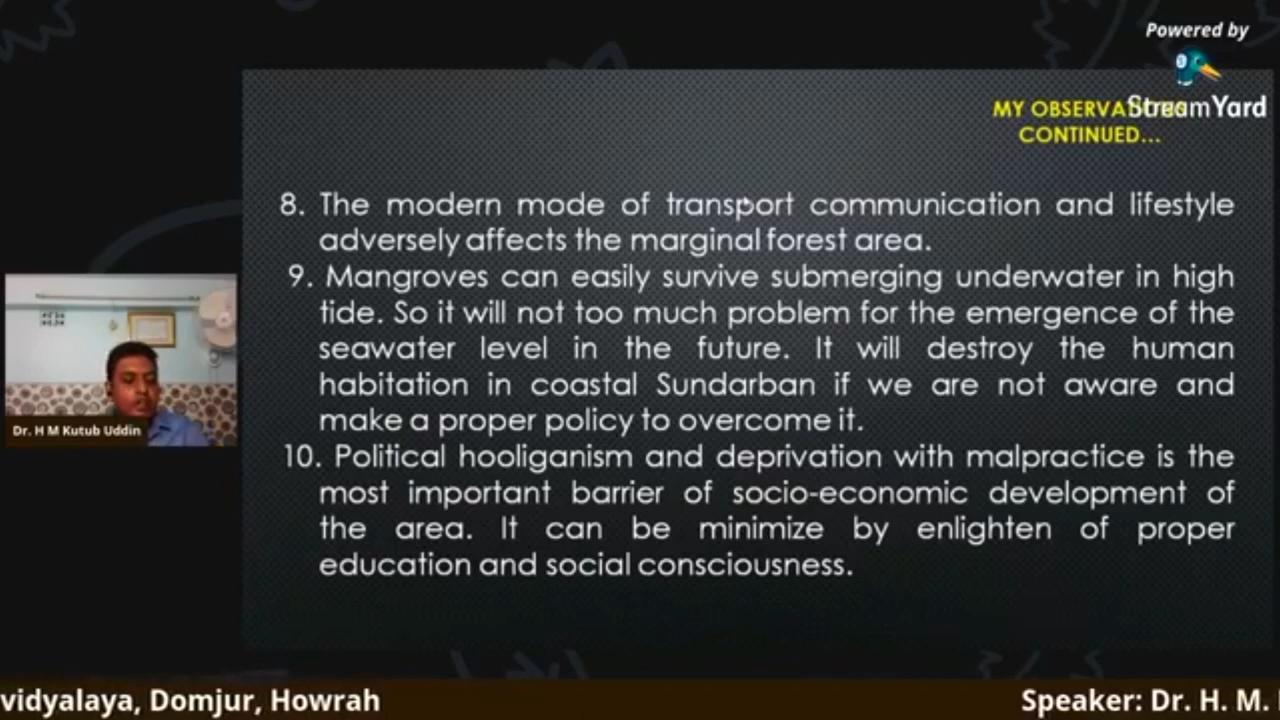 Powered by
StreamYard
MY OBSERVA
CONTINUED...
8. The modern mode of transport communication and lifestyle
adversely affects the marginal forest area.
9. Mangroves can easily survive submerging underwater in high
tide. So it will not too much problem for the emergence of the
seawater level in the future. It will destroy the human
habitation in coastal Sundarban if we are not aware and
make a proper policy to overcome it.
10. Political hooliganism and deprivation with malpractice is the
most important barrier of socio-economic development of
the area. It can be minimize by enlighten of proper
education and social consciousness.
Dr. H M Kutub Uddin
vidyalaya, Domjur, Howrah
Speaker: Dr. H. M.